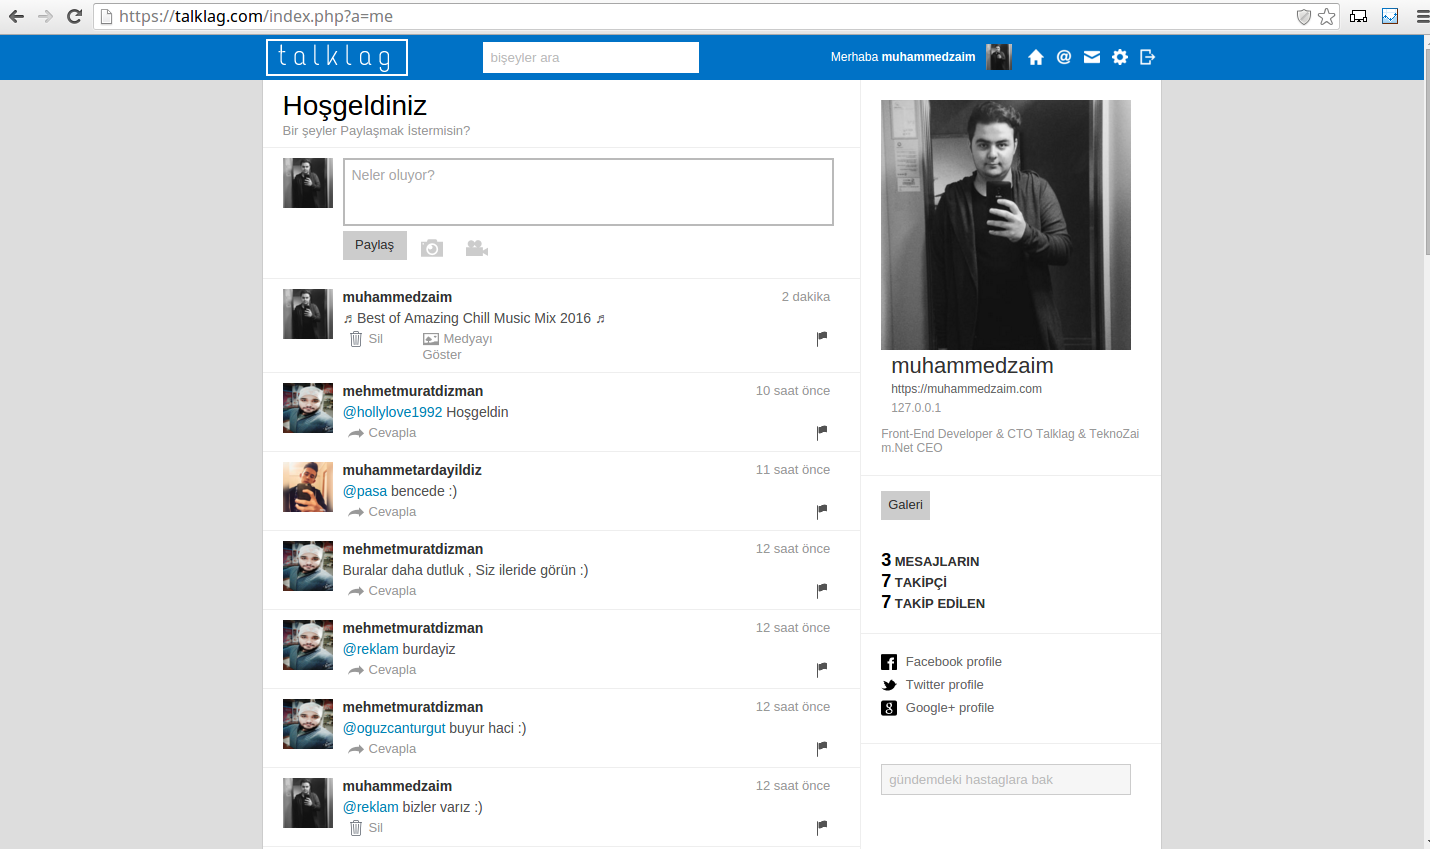 https://talklag.com/index.php?a=me
talklag
bişeyler ara
Merhaba muhammedzaim
Hoşgeldiniz
Bir şeyler Paylaşmak İstermisin?
Neler oluyor?
Paylaş
muhammedzaim
2 dakika
♬ Best of Amazing Chill Music Mix 2016 ♬
Sil
Medyayı
Göster
mehmetmuratdizman
10 saat önce
@hollylove1992 Hoşgeldin
Cevapla
muhammetardayildiz
11 saat önce
@pasa bencede :)
Cevapla
mehmetmuratdizman
12 saat önce
Buralar daha dutluk , Siz ileride görün :)
Cevapla
mehmetmuratdizman
12 saat önce
@reklam burdayiz
Cevapla
mehmetmuratdizman
12 saat önce
@oguzcanturgut buyur haci :)
Cevapla
muhammedzaim
12 saat önce
@reklam bizler varız :)
Sil
muhammedzaim
https://muhammedzaim.com
127.0.0.1
Front-End Developer & CTO Talklag & TeknoZai
m.Net CEO
Galeri
3 MESAJLARIN
7 TAKİPÇİ
7 TAKİP EDİLEN
Facebook profile
Twitter profile
Google+ profile
gündemdeki hastaglara bak